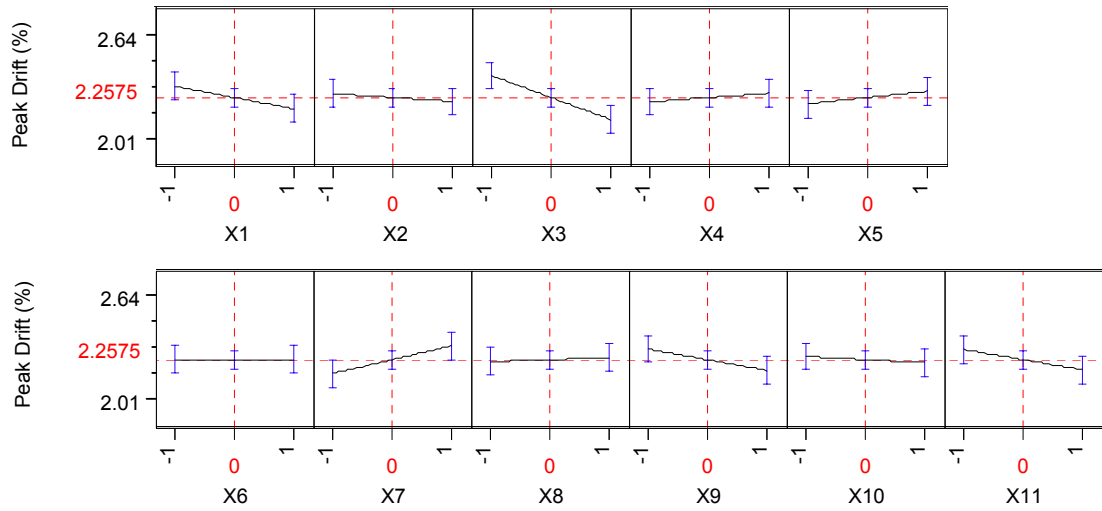 Peak Drift (%)
2.64
2.2575
2.01
-1 0 1 -1 0 1 -1 0 1 -1 0 1 -1 0 1
X1 X2 X3 X4 X5
Peak Drift (%)
2.64
2.2575
2.01
-1 0 1 -1 0 1 -1 0 1 -1 0 1 -1 0 1 -1 0 1
X6 X7 X8 X9 X10 X11